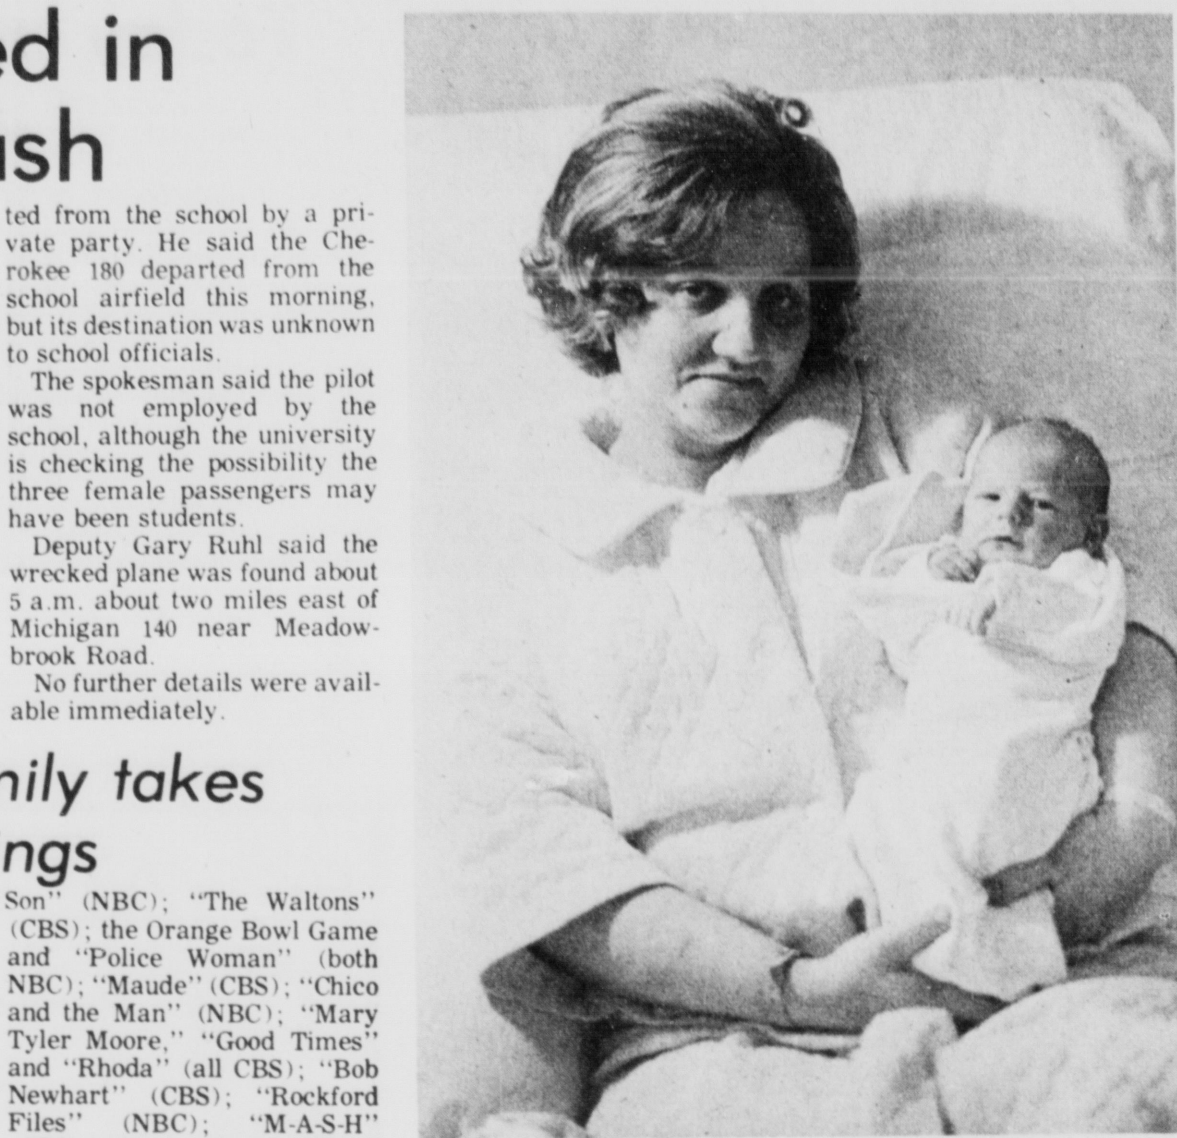 ed in
ash
ted from the school by a pri-
vate party. He said the Che-
rokee 180 departed from the
school airfield this morning,
but its destination was unknown
to school officials.
The spokesman said the pilot
was not employed by the
school, although the university
is checking the possibility the
three female passengers may
have been students.
Deputy Gary Ruhl said the
wrecked plane was found about
5 a.m. about two miles east of
Michigan 140 near Meadow-
brook Road.
No further details were avail-
able immediately.
mily takes
ings
Son" (NBC); "The Waltons"
(CBS); the Orange Bowl Game
and "Police Woman" (both
NBC); "Maude" (CBS); "Chico
and the Man" (NBC); "Mary
Tyler Moore," "Good Times"
and "Rhoda" (all CBS); "Bob
Newhart" (CBS); "Rockford
Files" (NBC); "M-A-S-H"